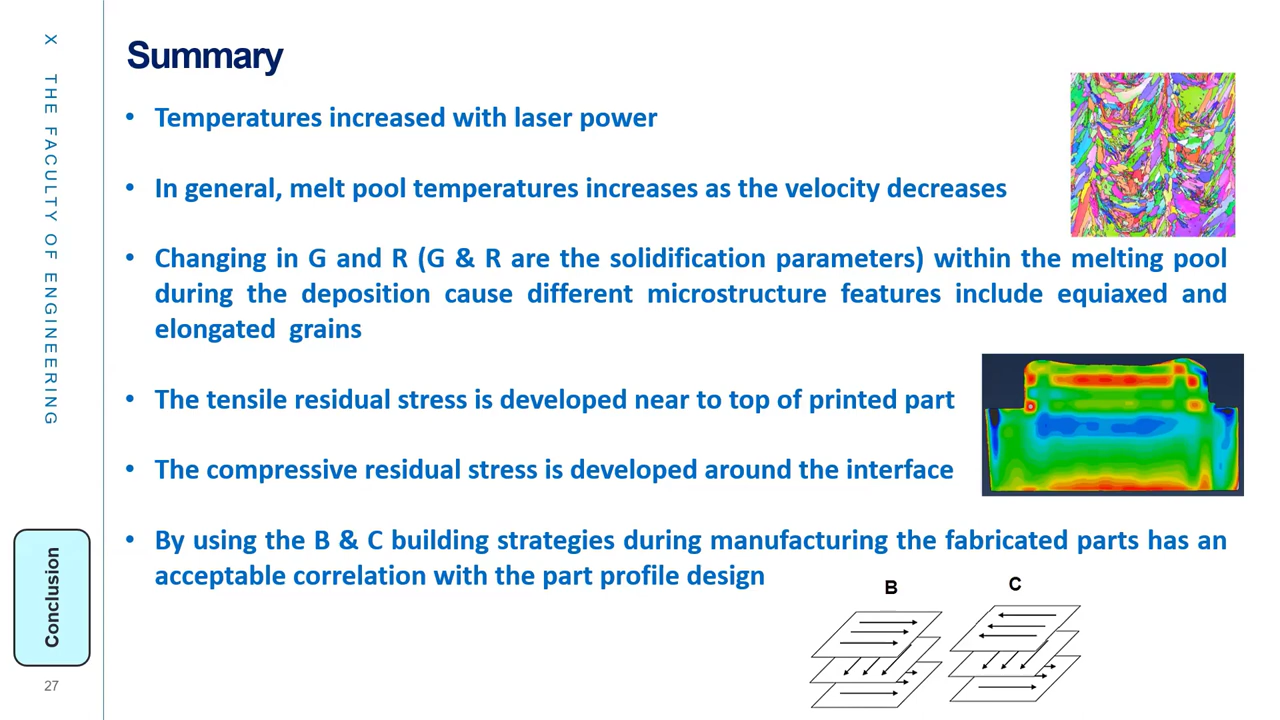 X THE FACULTY OF ENGINEERING
Summary
• Temperatures increased with laser power
• In general, melt pool temperatures increases as the velocity decreases
• Changing in G and R (G & R are the solidification parameters) within the melting pool
during the deposition cause different microstructure features include equiaxed and
elongated grains
• The tensile residual stress is developed near to top of printed part
• The compressive residual stress is developed around the interface
• By using the B & C building strategies during manufacturing the fabricated parts has an
acceptable correlation with the part profile design
B
C
Conclusion
27